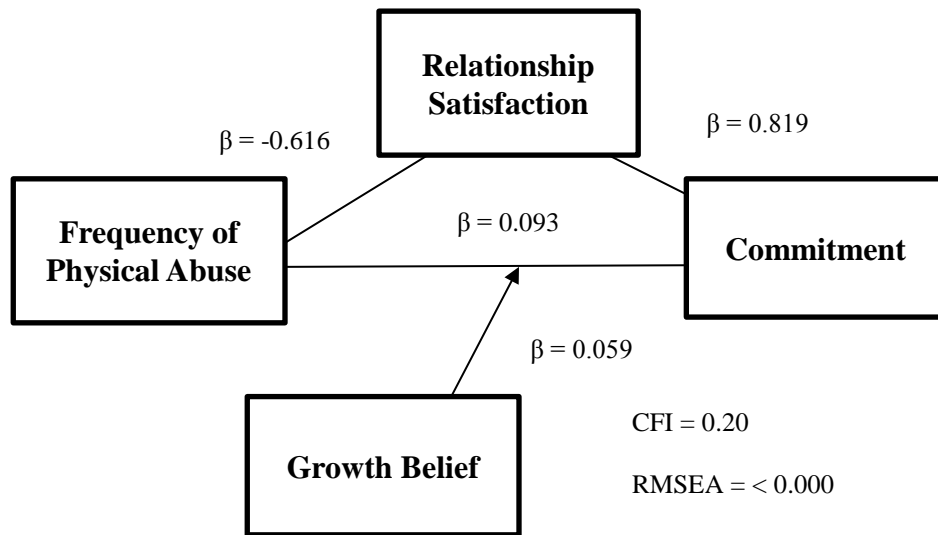 Relationship
Satisfaction
β = -0.616
β = 0.819
Frequency of
Physical Abuse
β = 0.093
Commitment
β = 0.059
Growth Belief
CFI = 0.20
RMSEA = < 0.000